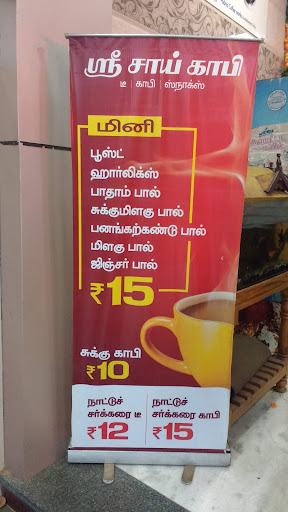 ஸ்ரீ சாய் காபி
டீ | காபி | ஸ்நாக்ஸ்
மினி
பூஸ்ட்
ஹார்லிக்ஸ்
பாதாம் பால்
சுக்குமிளகு பால்
பனங்கற்கண்டு பால்
மிளகு பால்
ஜிஞ்சர் பால்
₹15
சுக்கு காபி
₹10
நாட்டுச்
சர்க்கரை டீ
₹12
நாட்டுச்
சர்க்கரை காபி
₹15